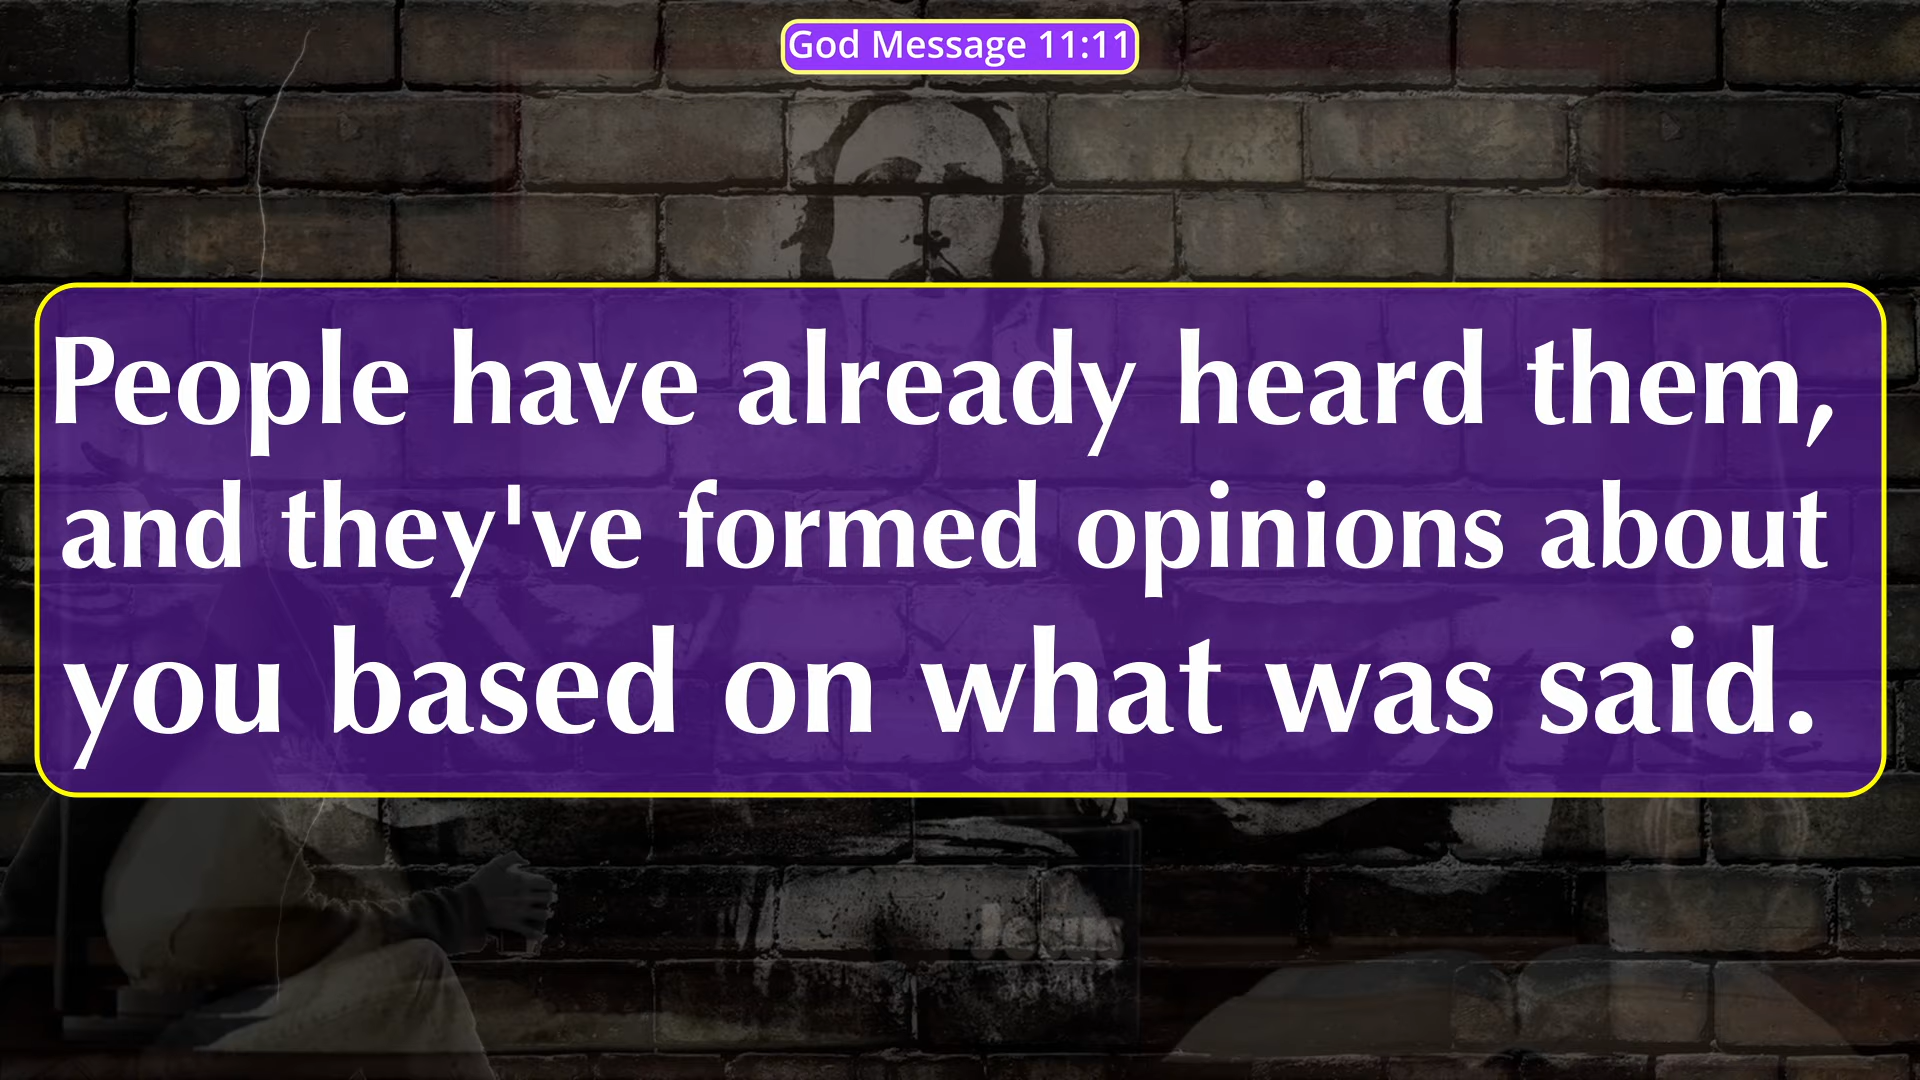 God Message 11:11
People have already heard them,
and they've formed opinions about
you based on what was said.
Jesus